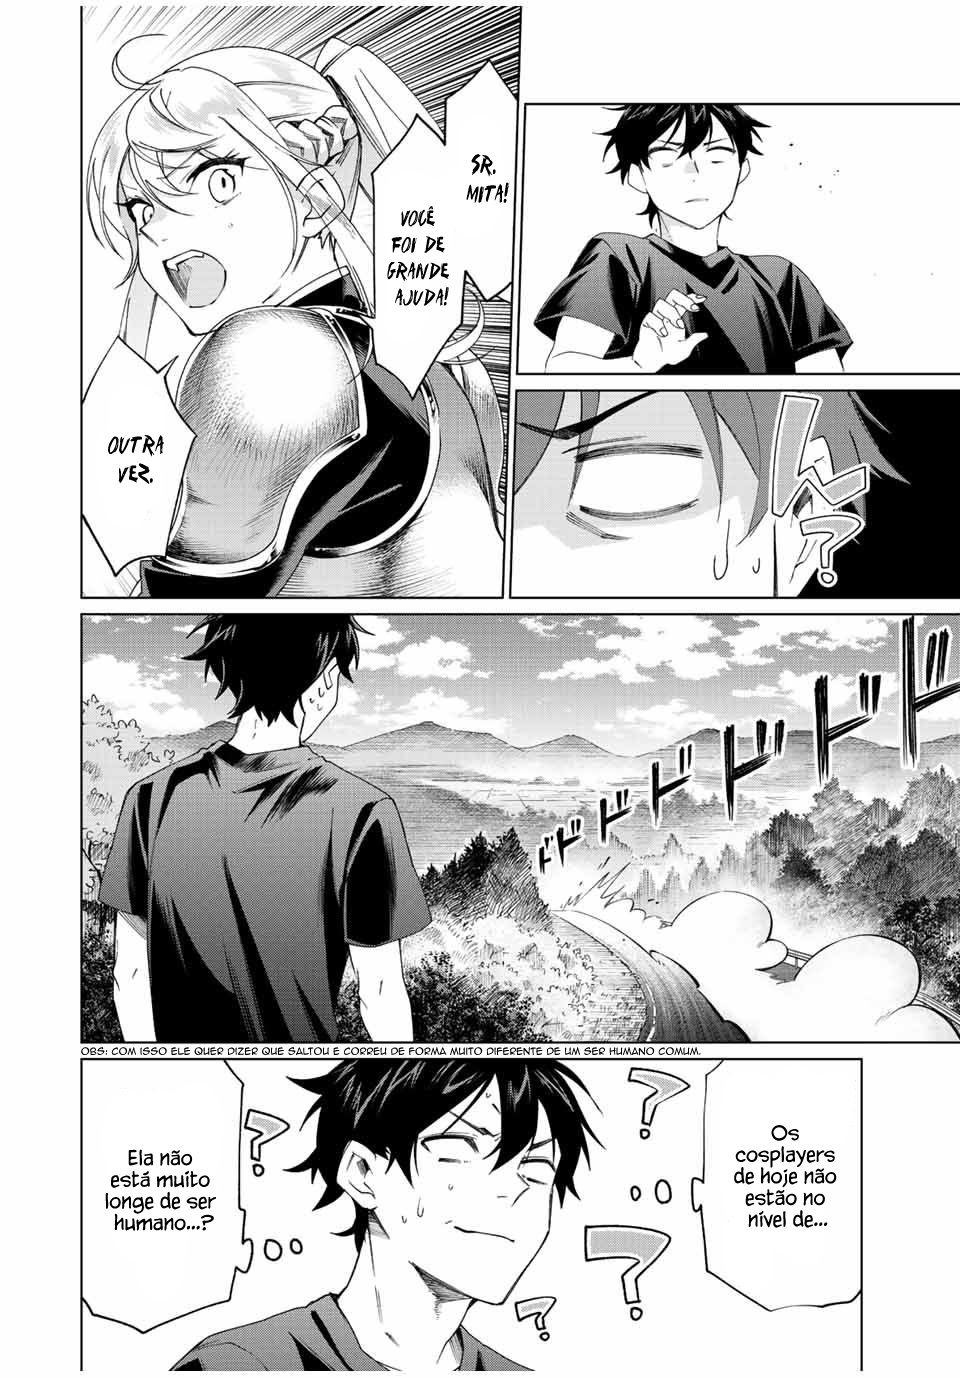 SR.
MITA!
VOCÊ
FOI DE
GRANDE
AJUDA!
OUTRA
VEZ.
ん
?
ドドドドドドド
OBS: COM ISSO ELE QUER DIZER QUE SALTOU E CORREU DE FORMA MUITO DIFERENTE DE UM SER HUMANO COMUM.
Os
cosplayers
de hoje não
estão no
nível de...
?
?
?
Ela não
está muito
longe de ser
humano...?